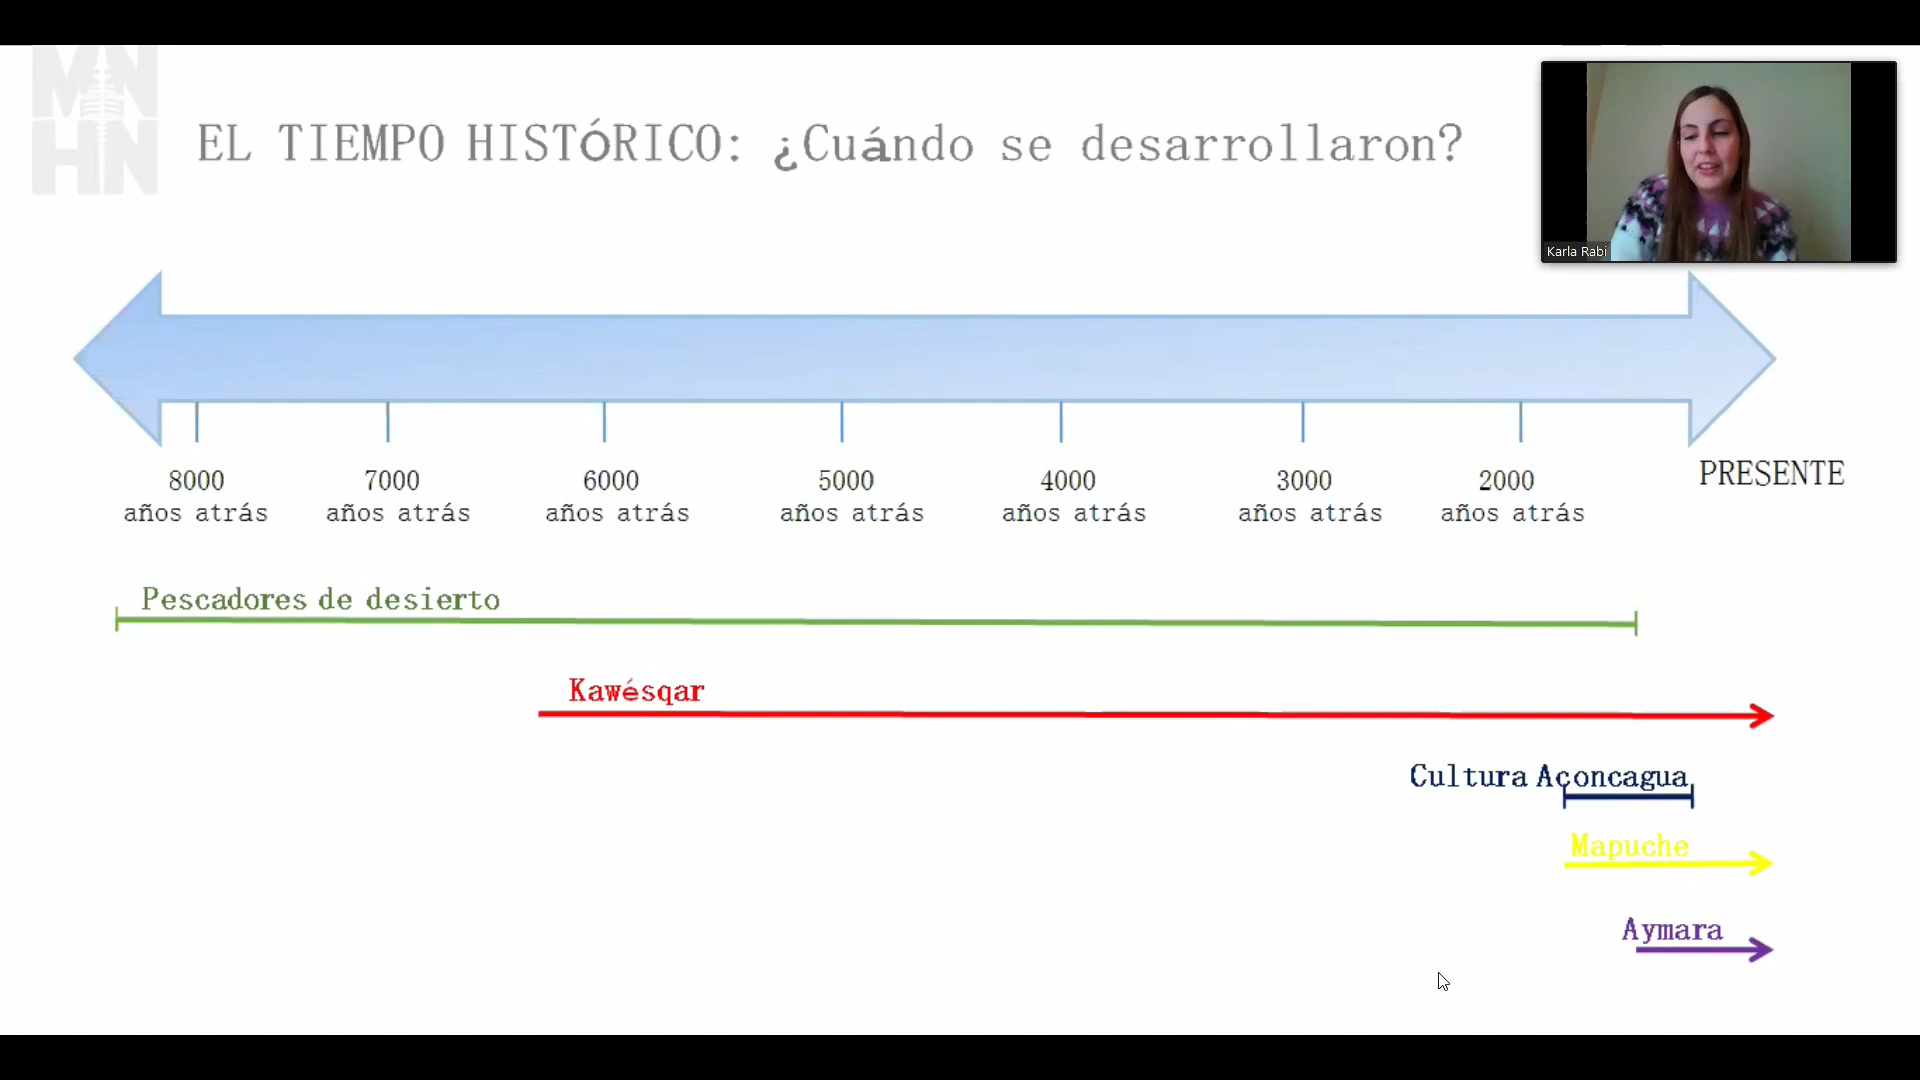 MN
HN
EL TIEMPO HISTÓRICO: ¿Cuándo se desarrollaron?
Karla Rabi
8000
años atrás
7000
años atrás
6000
años atrás
5000
años atrás
4000
años atrás
3000
años atrás
2000
años atrás
PRESENTE
Pescadores de desierto
Kawésqar
Cultura Aconcagua
Mapuche
Aymara